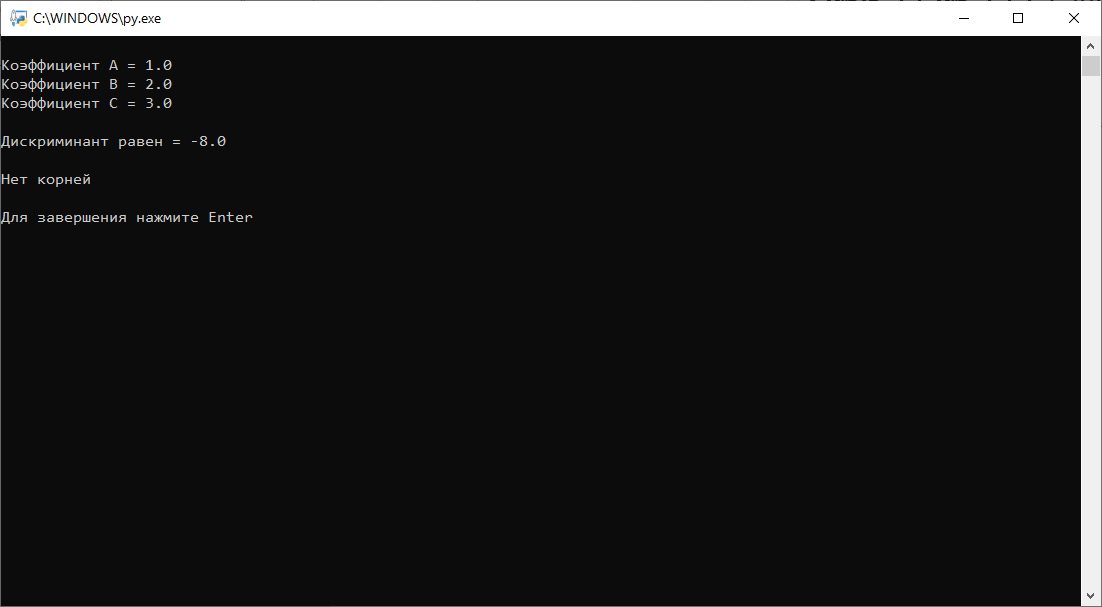 C:\WINDOWS\py.exe
Коэффициент A = 1.0
Коэффициент B = 2.0
Коэффициент C = 3.0
Дискриминант равен = -8.0
Нет корней
Для завершения нажмите Enter